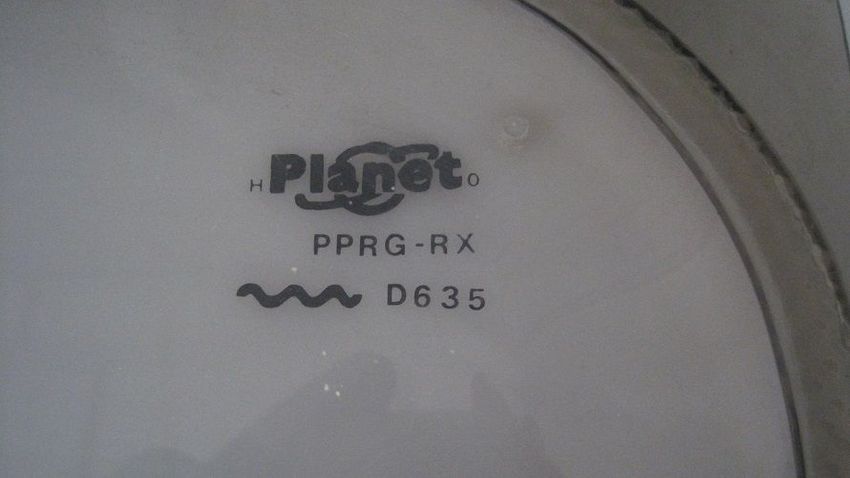 H Planet O
PPRG-RX
D635